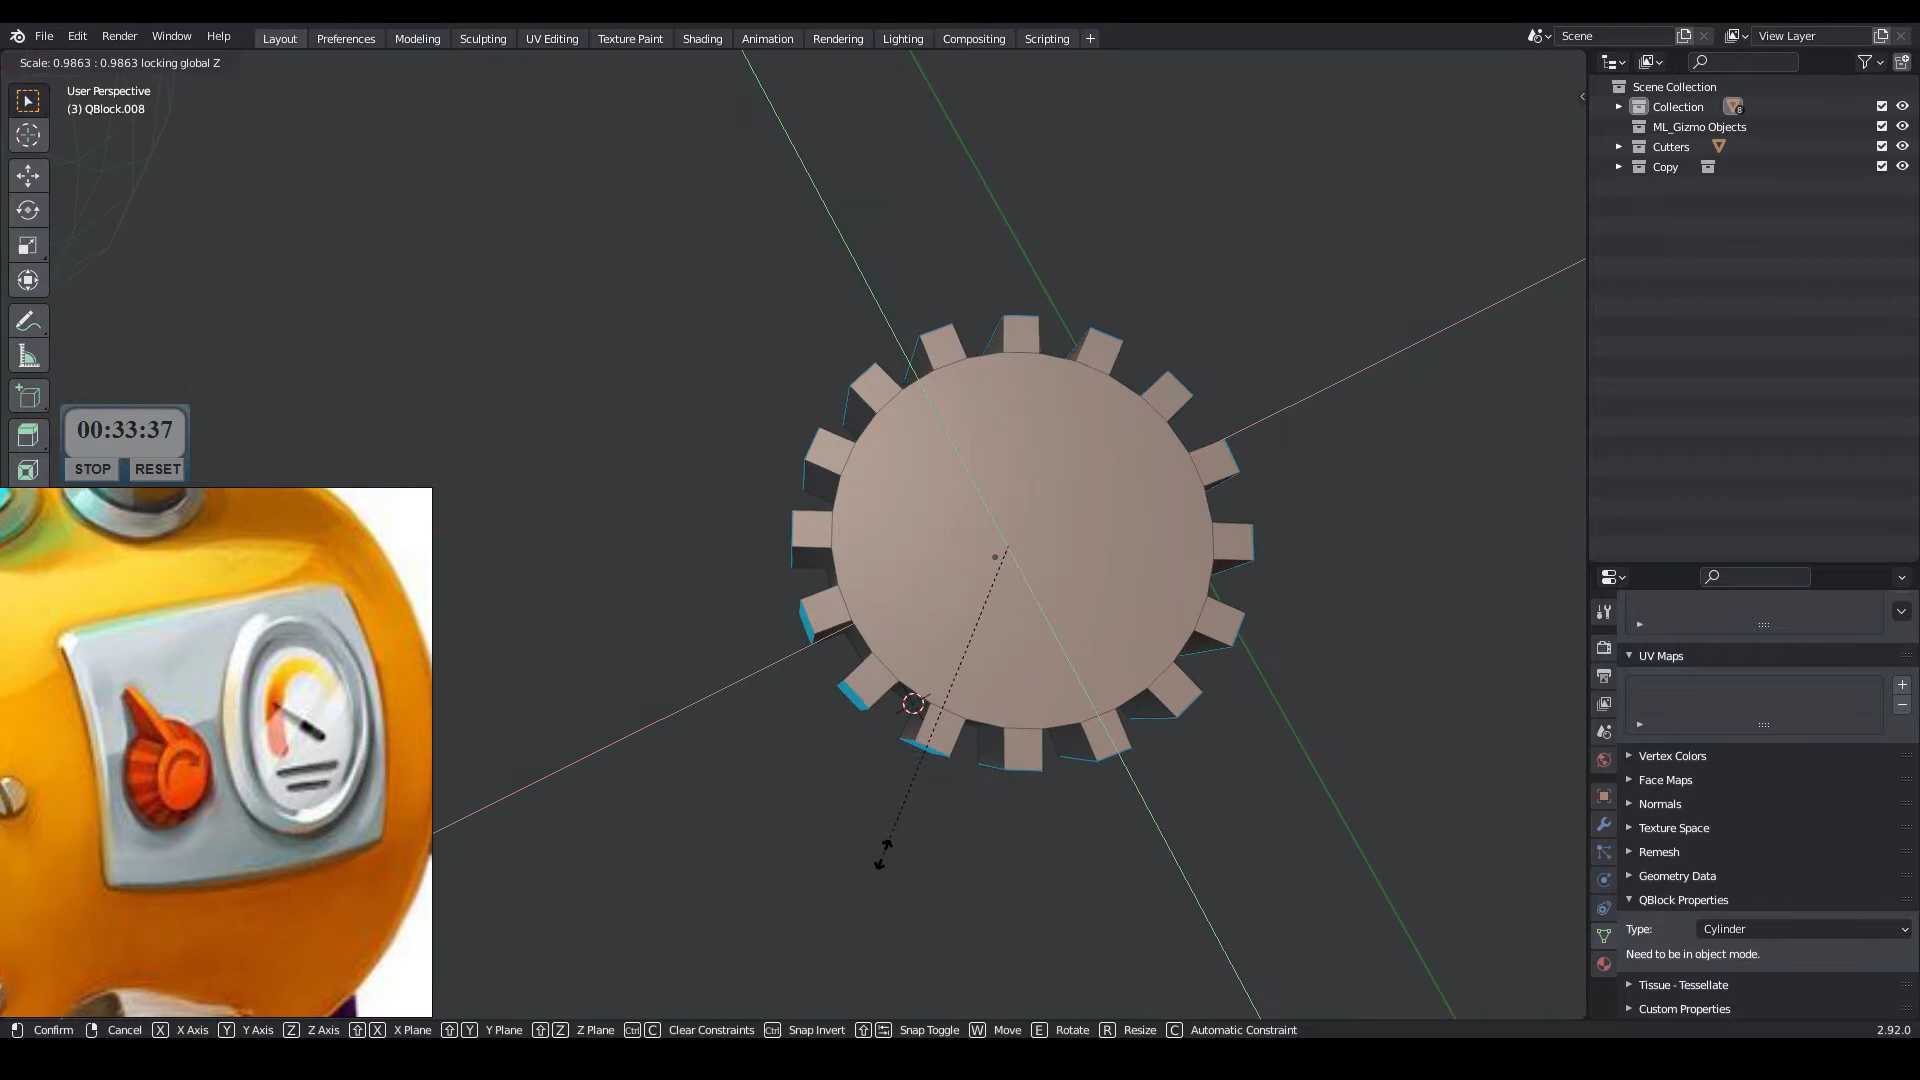 File Edit Render Window Help Layout Preferences Modeling Sculpting UV Editing Texture Paint Shading Animation Rendering Lighting Compositing Scripting + Scene View Layer
Scale: 0.9863 : 0.9863 locking global Z
User Perspective
(3) QBlock.008
Scene Collection
Collection 8
ML_Gizmo Objects
Cutters
Copy
00:33:37
STOP RESET
UV Maps
Vertex Colors
Face Maps
Normals
Texture Space
Remesh
Geometry Data
QBlock Properties
Type: Cylinder
Need to be in object mode.
Tissue - Tessellate
Custom Properties
Confirm Cancel X X Axis Y Y Axis Z Z Axis X X Plane Y Y Plane Z Z Plane Ctrl C Clear Constraints Ctrl Snap Invert Snap Toggle W Move E Rotate R Resize C Automatic Constraint 2.92.0